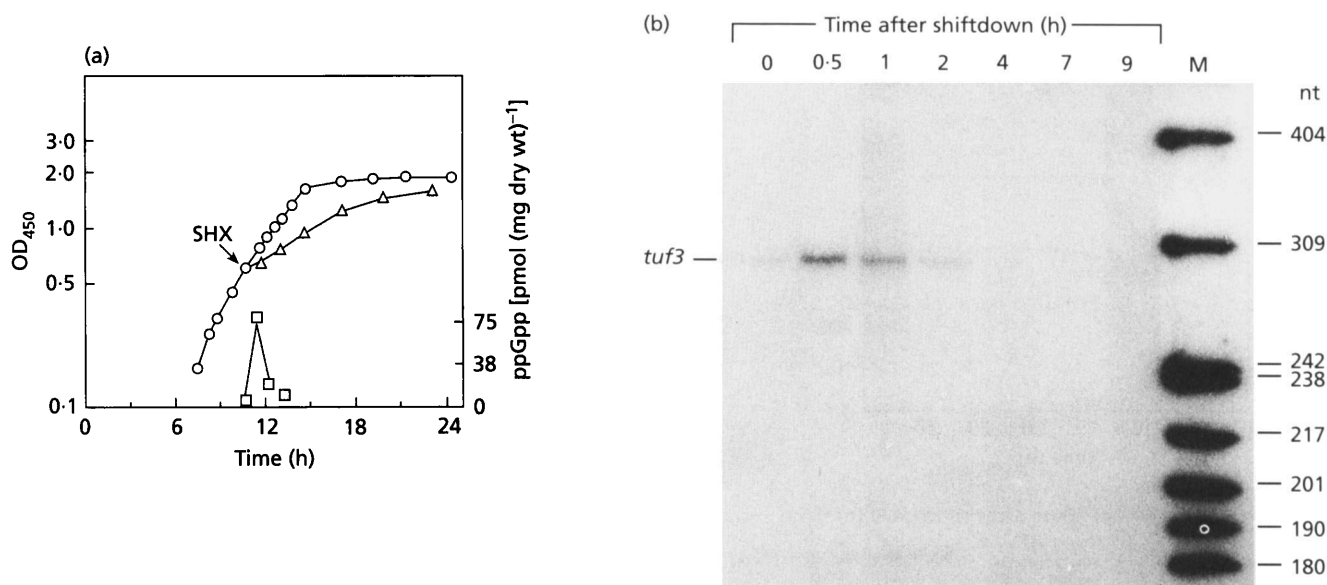 (a)
OD450
3·0
2·0
1·0
0·5
0·1
SHX
ppGpp [pmol (mg dry wt)−1]
75
38
0
0 6 12 18 24
Time (h)
(b)
Time after shiftdown (h)
0 0·5 1 2 4 7 9 M
nt
tuf3
404
309
242
238
217
201
190
180